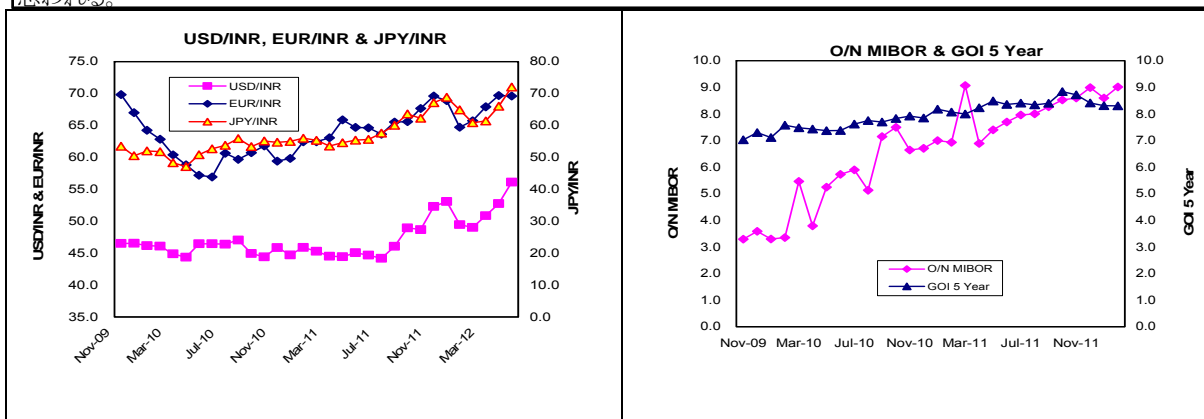 思われる。
USD/INR, EUR/INR & JPY/INR
75.0
70.0
65.0
60.0
55.0
50.0
45.0
40.0
35.0
80.0
70.0
60.0
50.0
40.0
30.0
20.0
10.0
0.0
USD/INR
EUR/INR
JPY/INR
USD/INR & EUR/INR
JPY/INR
Nov-09
Mar-10
Jul-10
Nov-10
Mar-11
Jul-11
Nov-11
Mar-12
O/N MIBOR & GOI 5 Year
10.0
9.0
8.0
7.0
6.0
5.0
4.0
3.0
2.0
1.0
0.0
10.0
9.0
8.0
7.0
6.0
5.0
4.0
3.0
2.0
1.0
0.0
O/N MIBOR
GOI 5 Year
O/N MIBOR
GOI 5 Year
Nov-09
Mar-10
Jul-10
Nov-10
Mar-11
Jul-11
Nov-11